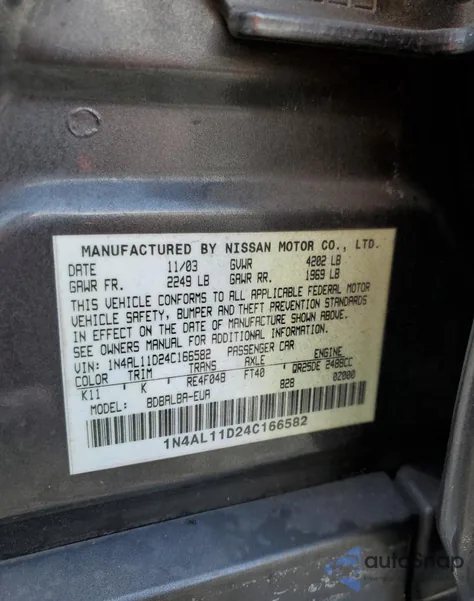 MANUFACTURED BY NISSAN MOTOR CO., LTD.
DATE 11/03 GVWR 4202 LB
GAWR FR. 2249 LB GAWR RR. 1969 LB
THIS VEHICLE CONFORMS TO ALL APPLICABLE FEDERAL MOTOR
VEHICLE SAFETY, BUMPER AND THEFT PREVENTION STANDARDS
IN EFFECT ON THE DATE OF MANUFACTURE SHOWN ABOVE.
SEE OWNERS MANUAL FOR ADDITIONAL INFORMATION.
VIN: 1N4AL11D24C166582 PASSENGER CAR
COLOR TRIM TRANS AXLE ENGINE
K11 K RE4F04B FT40 QR25DE 2488CC
MODEL: BDBALBA-EUA 828 02000
1N4AL11D24C166582
autoSnap